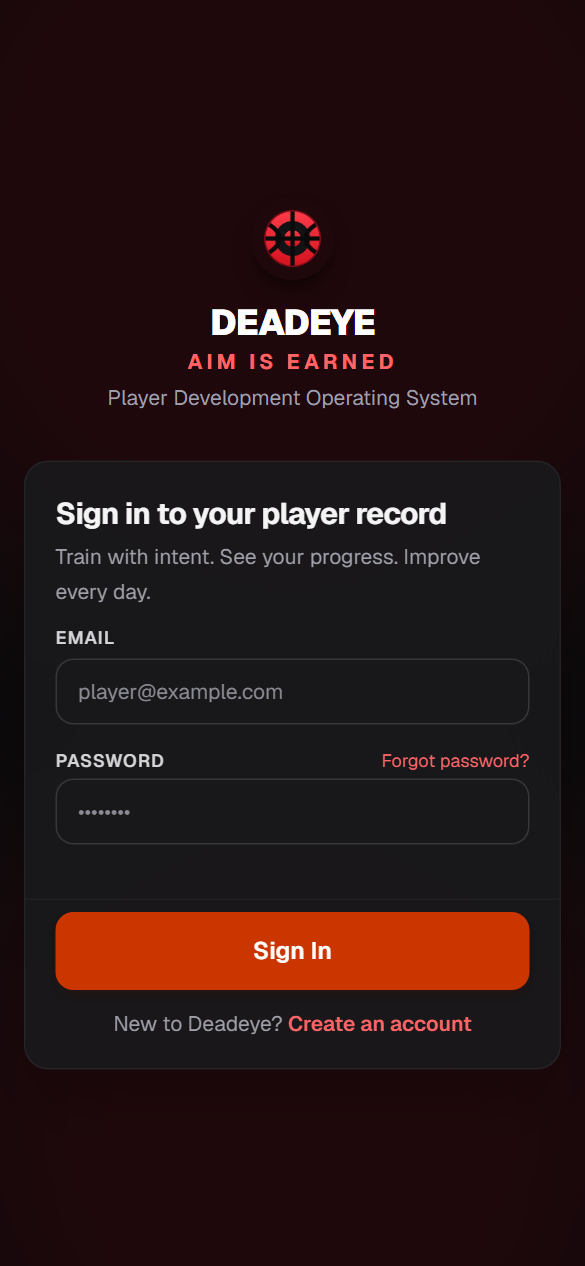 DEADEYE
AIM IS EARNED
Player Development Operating System
Sign in to your player record
Train with intent. See your progress. Improve
every day.
EMAIL
player@example.com
PASSWORD
Forgot password?
••••••••
Sign In
New to Deadeye? Create an account